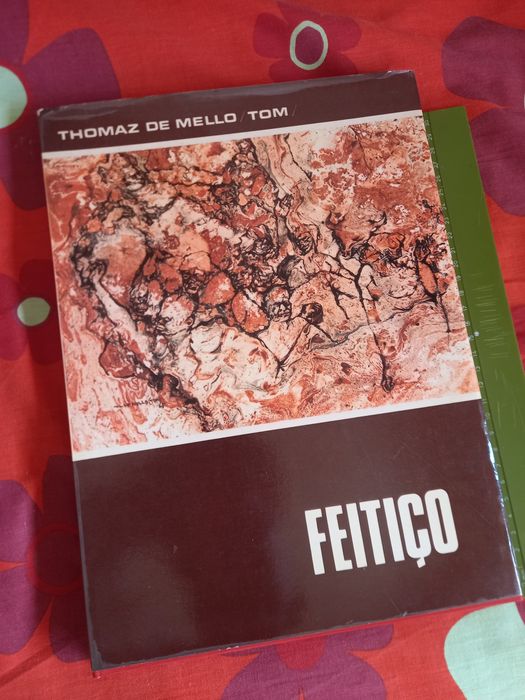 THOMAZ DE MELLO / TOM /
FEITIÇO